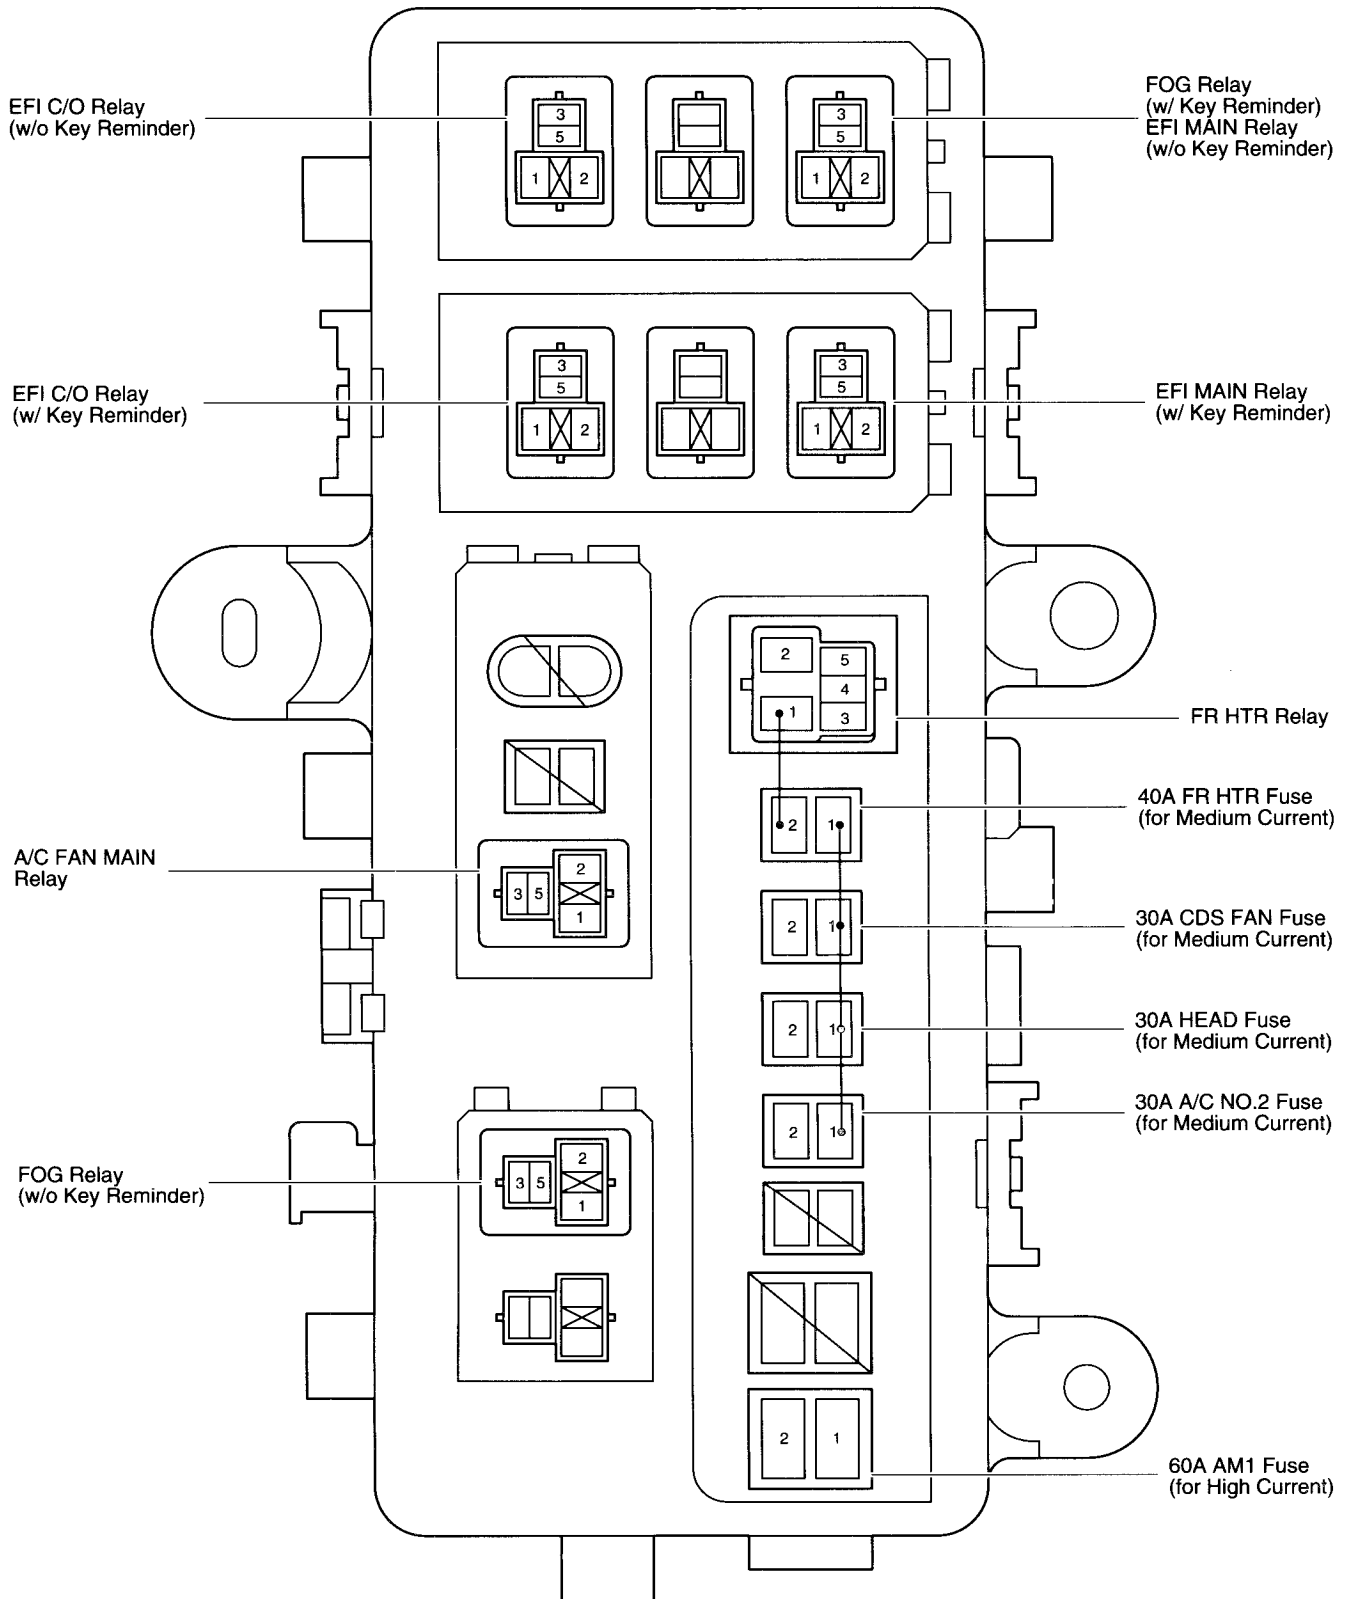 EFI C/O Relay
(w/o Key Reminder)
FOG Relay
(w/ Key Reminder)
EFI MAIN Relay
(w/o Key Reminder)
3
5
1 2
3
5
1 2
EFI C/O Relay
(w/ Key Reminder)
EFI MAIN Relay
(w/ Key Reminder)
3
5
1 2
3
5
1 2
2
5
4
1
3
FR HTR Relay
40A FR HTR Fuse
(for Medium Current)
2 1
A/C FAN MAIN
Relay
2
3 5
1
30A CDS FAN Fuse
(for Medium Current)
2 1
30A HEAD Fuse
(for Medium Current)
2 1
30A A/C NO.2 Fuse
(for Medium Current)
2 1
FOG Relay
(w/o Key Reminder)
2
3 5
1
2 1
60A AM1 Fuse
(for High Current)